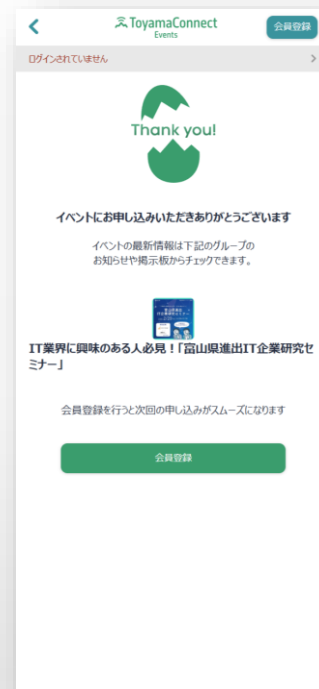 ToyamaConnect
Events
会員登録
ログインされていません
Thank you!
イベントにお申し込みいただきありがとうございます
イベントの最新情報は下記のグループの
お知らせや掲示板からチェックできます。
IT業界に興味のある人必見！「富山県進出IT企業研究セ
ミナー」
会員登録を行うと次回の申し込みがスムーズになります
会員登録